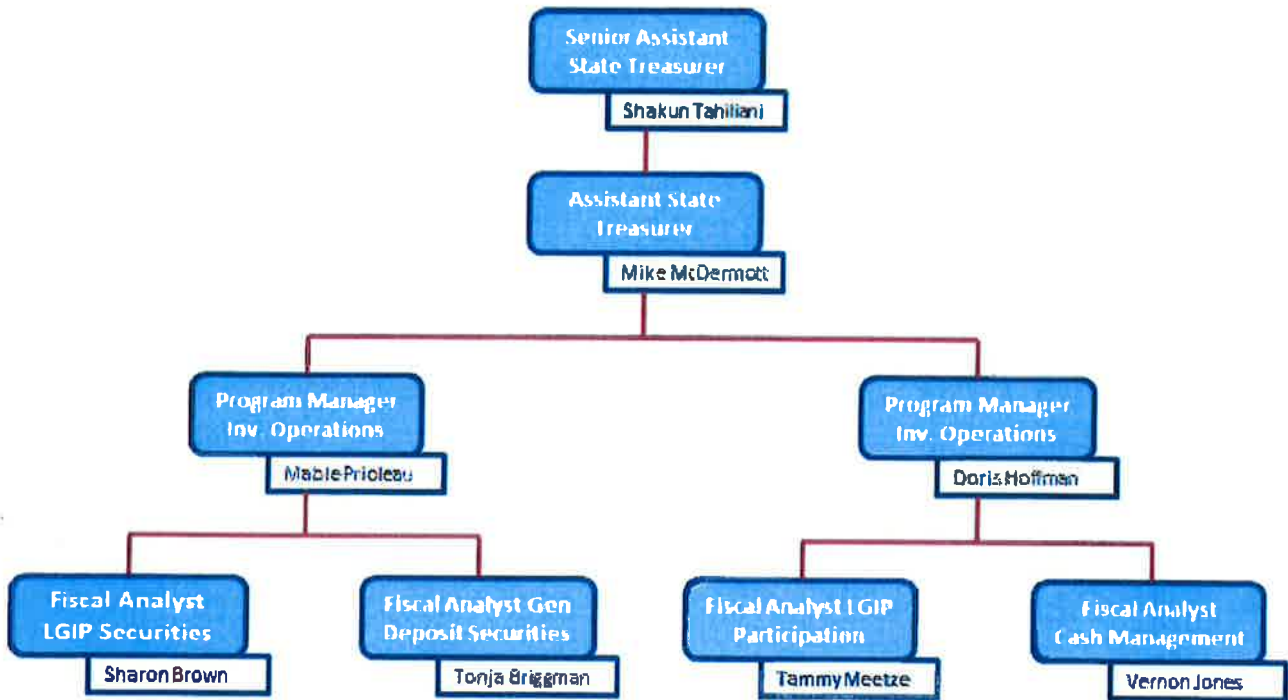 Senior Assistant
State Treasurer
Shakun Tahiliani
Assistant State
Treasurer
Mike McDermott
Program Manager
Inv. Operations
Mable Prioleau
Program Manager
Inv. Operations
Doris Hoffman
Fiscal Analyst
LGIP Securities
Sharon Brown
Fiscal Analyst Gen
Deposit Securities
Tonja Briggman
Fiscal Analyst LGIP
Participation
Tammy Meetze
Fiscal Analyst
Cash Management
Vernon Jones